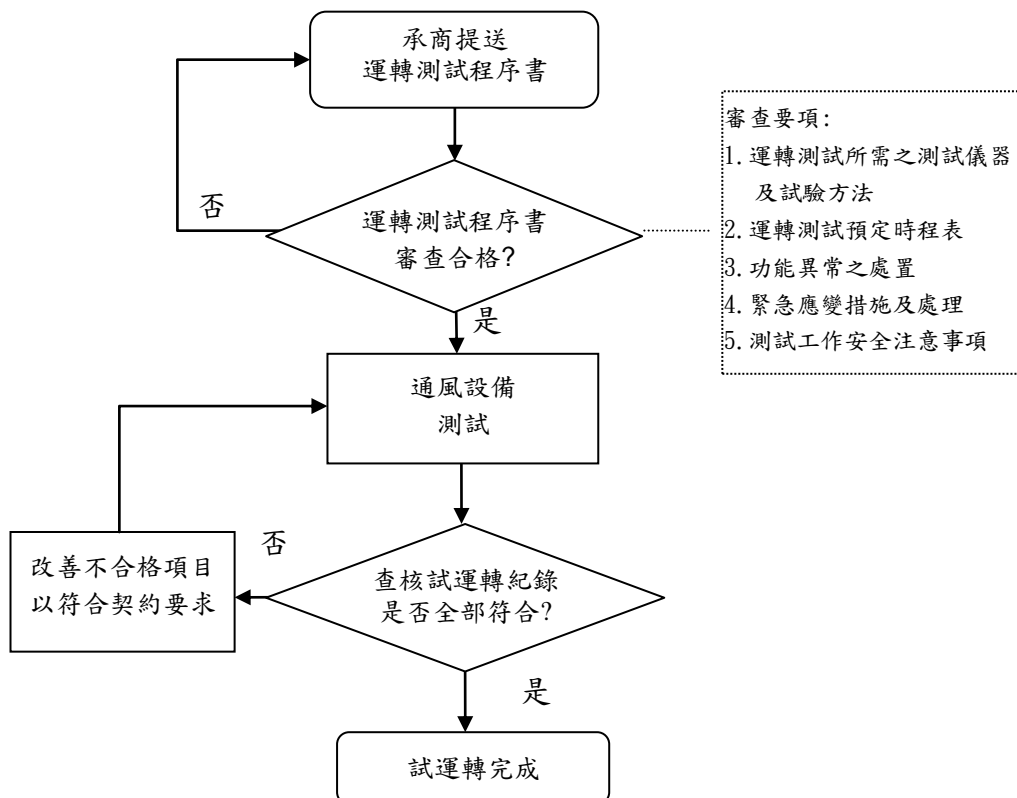 承商提送
運轉測試程序書
審查要項:
1.運轉測試所需之測試儀器
及試驗方法
2.運轉測試預定時程表
3.功能異常之處置
4.緊急應變措施及處理
5.測試工作安全注意事項
否
運轉測試程序書
審查合格?
是
通風設備
測試
否
改善不合格項目
以符合契約要求
查核試運轉紀錄
是否全部符合?
是
試運轉完成